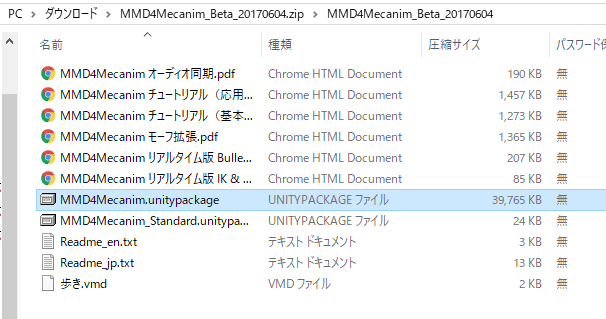 PC > ダウンロード > MMD4Mecanim_Beta_20170604.zip > MMD4Mecanim_Beta_20170604
名前 種類 圧縮サイズ パスワード保
MMD4Mecanim オーディオ同期.pdf Chrome HTML Document 190 KB 無
MMD4Mecanim チュートリアル（応用... Chrome HTML Document 1,457 KB 無
MMD4Mecanim チュートリアル（基本... Chrome HTML Document 1,273 KB 無
MMD4Mecanim モーフ拡張.pdf Chrome HTML Document 1,365 KB 無
MMD4Mecanim リアルタイム版 Bulle... Chrome HTML Document 207 KB 無
MMD4Mecanim リアルタイム版 IK & ... Chrome HTML Document 85 KB 無
MMD4Mecanim.unitypackage UNITYPACKAGE ファイル 39,765 KB 無
MMD4Mecanim_Standard.unitypa... UNITYPACKAGE ファイル 24 KB 無
Readme_en.txt テキスト ドキュメント 3 KB 無
Readme_jp.txt テキスト ドキュメント 13 KB 無
歩き.vmd VMD ファイル 2 KB 無